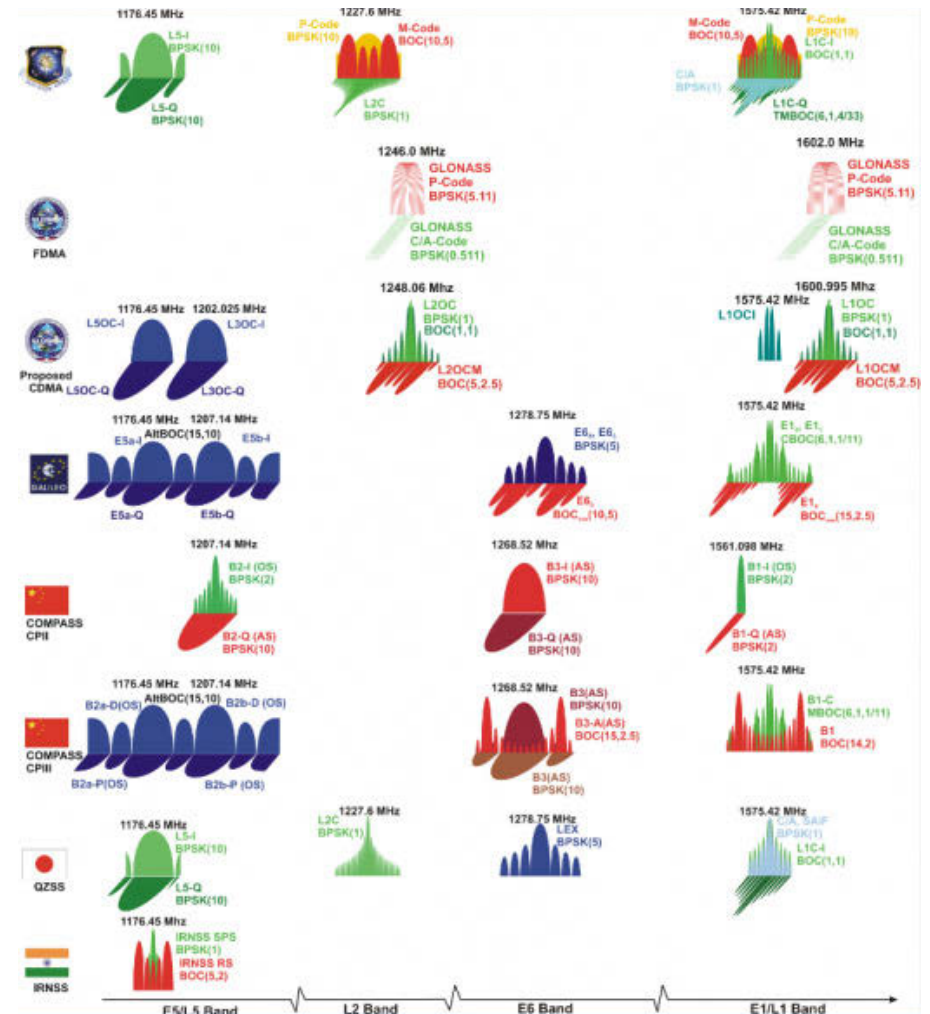 1176.45 MHz
L5-I
BPSK(10)
L5-Q
BPSK(10)
1227.6 MHz
P-Code
BPSK(10)
M-Code
BOC(10,5)
L2C
BPSK(1)
1575.42 MHz
M-Code
BOC(10,5)
P-Code
BPSK(10)
L1C-I
BOC(1,1)
C/A
BPSK(1)
L1C-Q
TMBOC(6,1,4/33)
FDMA
1246.0 MHz
GLONASS
P-Code
BPSK(5.11)
GLONASS
C/A-Code
BPSK(0.511)
1602.0 MHz
GLONASS
P-Code
BPSK(5.11)
GLONASS
C/A-Code
BPSK(0.511)
Proposed
CDMA
1176.45 MHz 1202.025 MHz
L5OC-I
L3OC-I
L5OC-Q
L3OC-Q
1248.06 Mhz
L2OC
BPSK(1)
BOC(1,1)
L2OCM
BOC(5,2.5)
1575.42 MHz
L1OCI
1600.995 MHz
L1OC
BPSK(1)
BOC(1,1)
L1OCM
BOC(5,2.5)
GALILEO
1176.45 MHz 1207.14 MHz
AltBOC(15,10)
E5a-I
E5b-I
E5a-Q
E5b-Q
1278.75 MHz
BPSK(5)
(10,5)
1575.42 MHz
CBOC(6,1,1/11)
(15,2.5)
COMPASS
CPII
1207.14 MHz
B2-I (OS)
BPSK(2)
B2-Q (AS)
BPSK(10)
1268.52 Mhz
B3-I (AS)
BPSK(10)
B3-Q (AS)
BPSK(10)
1561.098 MHz
B1-I (OS)
BPSK(2)
B1-Q (AS)
BPSK(2)
COMPASS
CPIII
1176.45 MHz 1207.14 MHz
AltBOC(15,10)
B2a-D(OS)
B2b-D (OS)
B2a-P(OS)
B2b-P (OS)
1268.52 Mhz
B3(AS)
BPSK(10)
B3-A(AS)
BOC(15,2.5)
B3(AS)
BPSK(10)
1575.42 MHz
B1-C
MBOC(6,1,1/11)
B1
BOC(14,2)
QZSS
1176.45 MHz
L5-I
BPSK(10)
L5-Q
BPSK(10)
1227.6 MHz
L2C
BPSK(1)
1278.75 MHz
LEX
BPSK(5)
1575.42 MHz
C/A, SAIF
BPSK(1)
L1C-I
BOC(1,1)
IRNSS
1176.45 Mhz
IRNSS SPS
BPSK(1)
IRNSS RS
BOC(5,2)
E5/L5 Band
L2 Band
E6 Band
E1/L1 Band